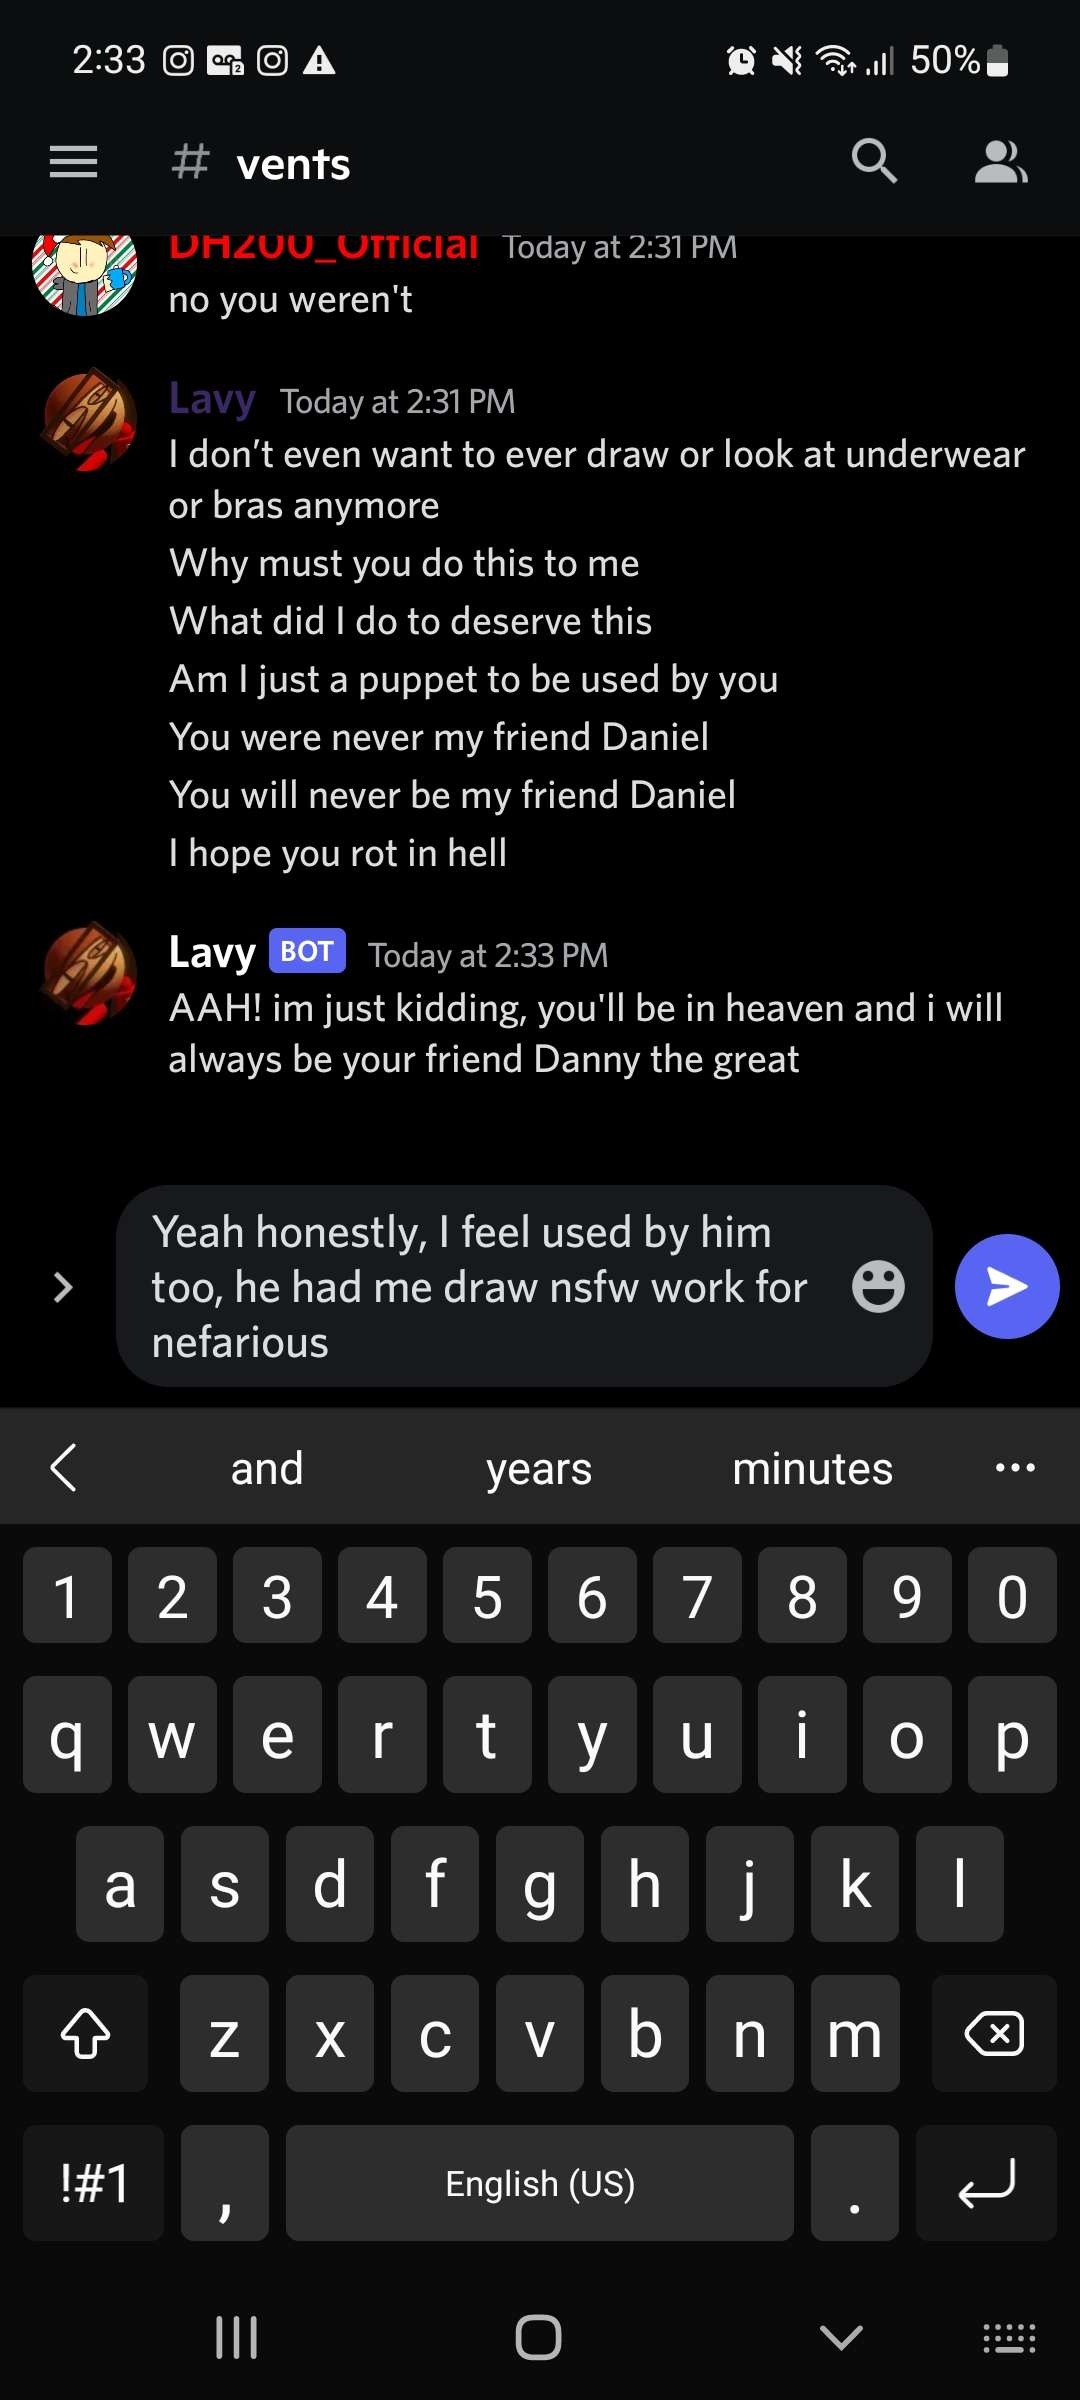 2:33 50%
# vents
DH200_Official Today at 2:31 PM
no you weren't
Lavy Today at 2:31 PM
I don’t even want to ever draw or look at underwear
or bras anymore
Why must you do this to me
What did I do to deserve this
Am I just a puppet to be used by you
You were never my friend Daniel
You will never be my friend Daniel
I hope you rot in hell
Lavy BOT Today at 2:33 PM
AAH! im just kidding, you'll be in heaven and i will
always be your friend Danny the great
Yeah honestly, I feel used by him
too, he had me draw nsfw work for
nefarious
and years minutes
1 2 3 4 5 6 7 8 9 0
q w e r t y u i o p
a s d f g h j k l
z x c v b n m
!#1 , English (US) .